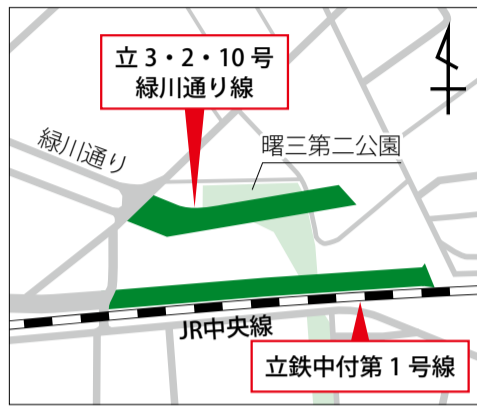 立3・2・10号
緑川通り線
緑川通り
曙三第二公園
JR中央線
立鉄中付第1号線